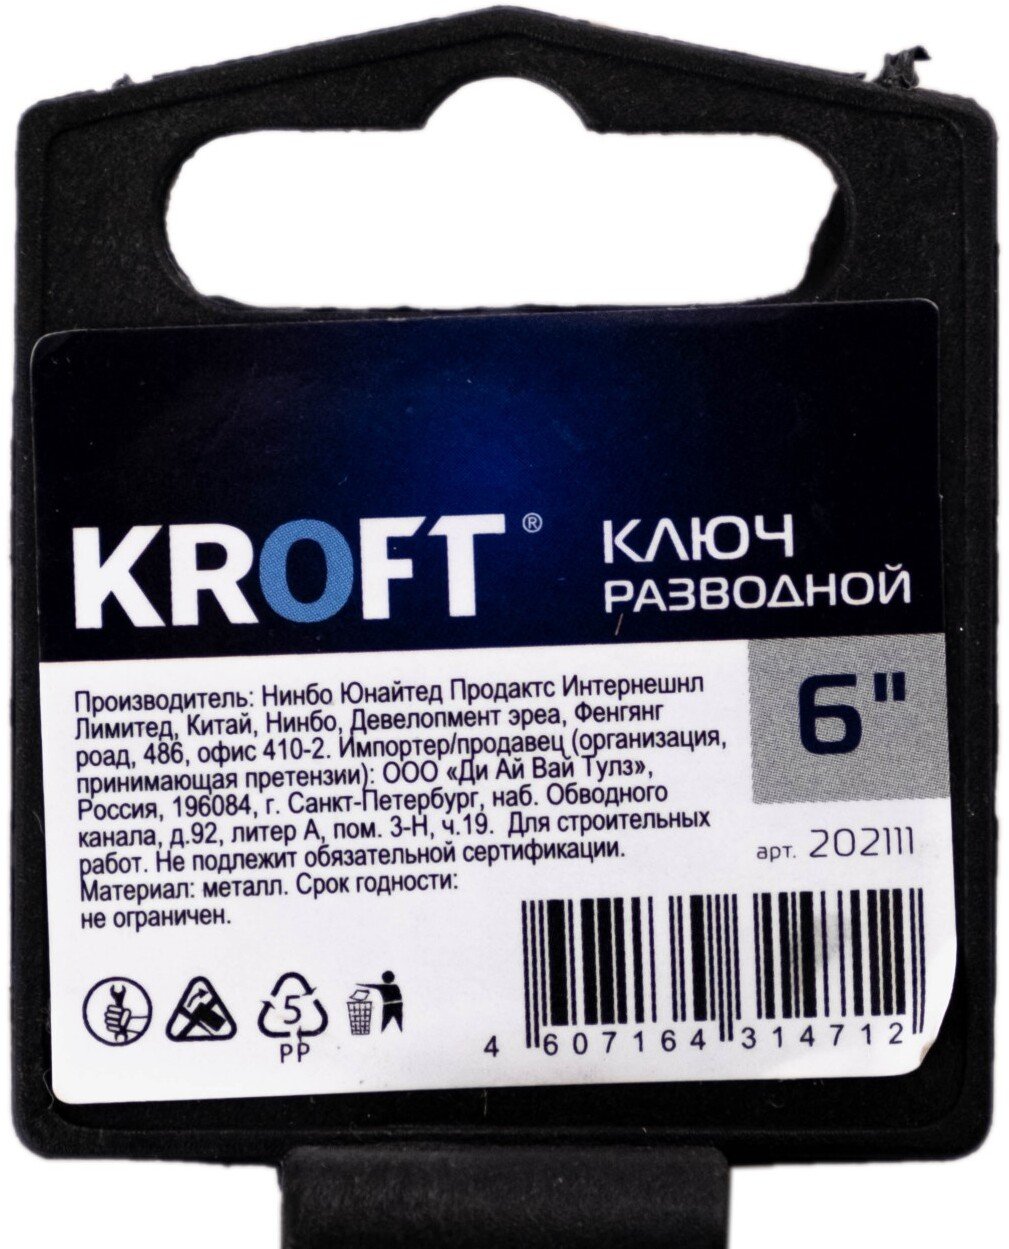 KROFT®
КЛЮЧ
РАЗВОДНОЙ
6"
Производитель: Нинбо Юнайтед Продактс Интернешнл
Лимитед, Китай, Нинбо, Девелопмент эреа, Фенгянг
роад, 486, офис 410-2. Импортер/продавец (организация,
принимающая претензии): ООО «Ди Ай Вай Тулз»,
Россия, 196084, г. Санкт-Петербург, наб. Обводного
канала, д.92, литер А, пом. 3-Н, ч.19. Для строительных
работ. Не подлежит обязательной сертификации.
Материал: металл. Срок годности:
не ограничен.
арт. 202111
5
PP
4 607164 314712